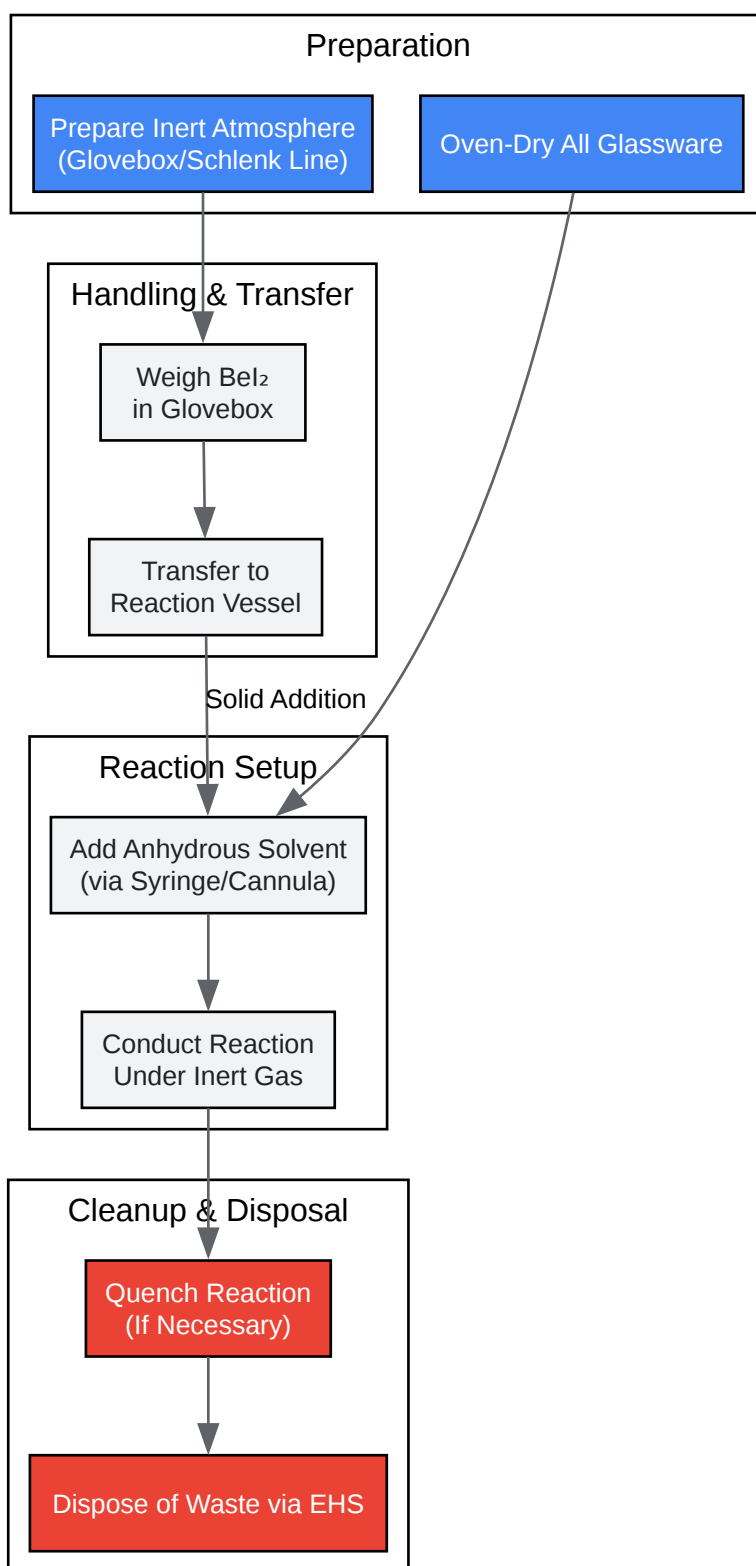 Preparation
Prepare Inert Atmosphere
(Glovebox/Schlenk Line)
Oven-Dry All Glassware
Handling & Transfer
Weigh BeI₂
in Glovebox
Transfer to
Reaction Vessel
Solid Addition
Reaction Setup
Add Anhydrous Solvent
(via Syringe/Cannula)
Conduct Reaction
Under Inert Gas
Cleanup & Disposal
Quench Reaction
(If Necessary)
Dispose of Waste via EHS